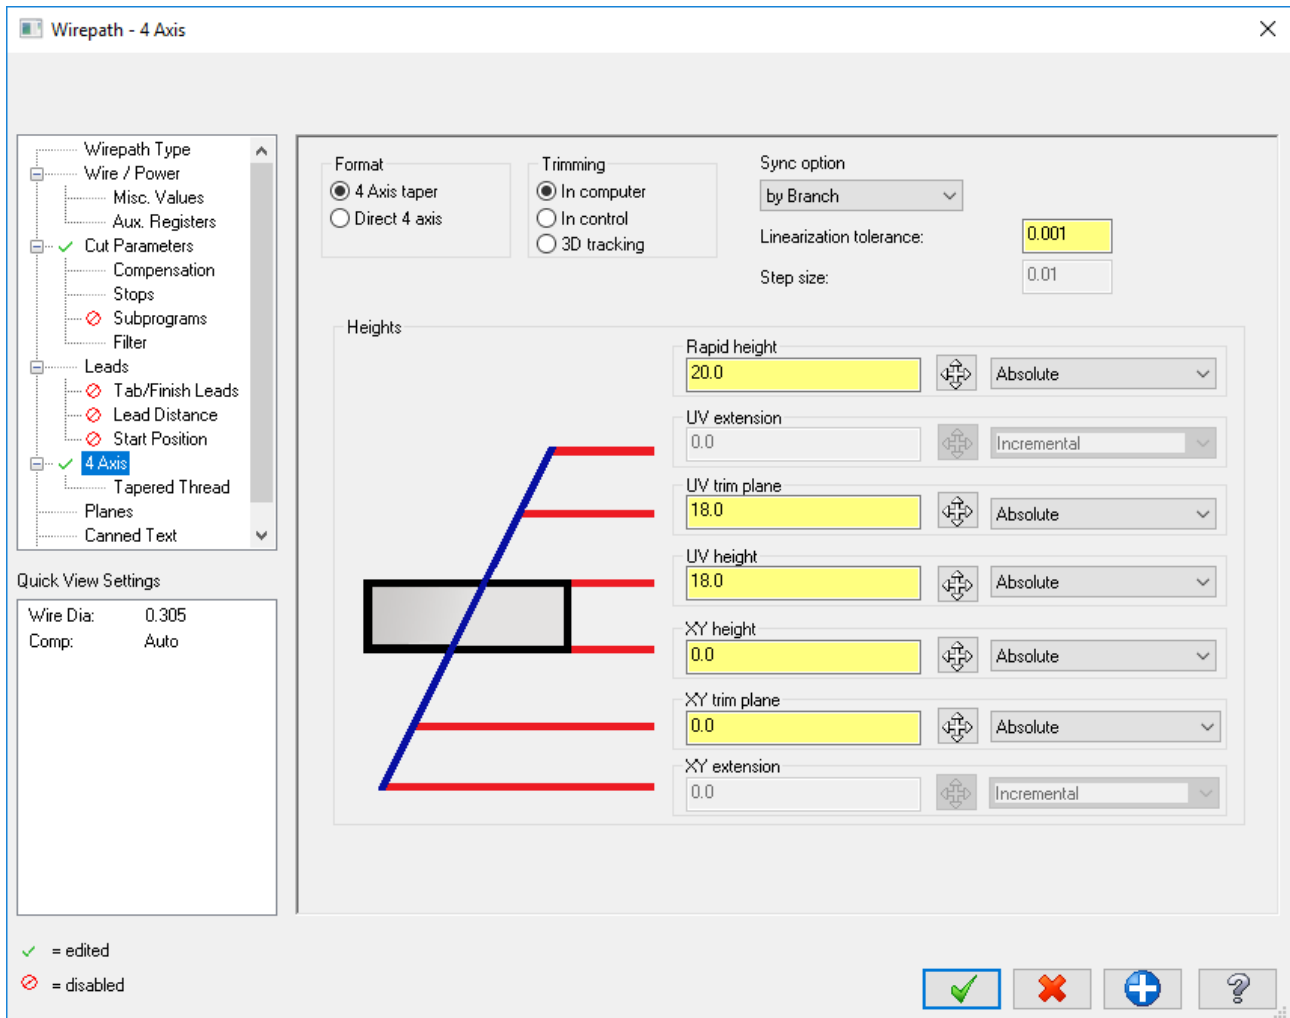 Wirepath - 4 Axis
Wirepath Type
Wire / Power
Misc. Values
Aux. Registers
Cut Parameters
Compensation
Stops
Subprograms
Filter
Leads
Tab/Finish Leads
Lead Distance
Start Position
4 Axis
Tapered Thread
Planes
Canned Text
Quick View Settings
Wire Dia: 0.305
Comp: Auto
= edited
= disabled
Format
4 Axis taper
Direct 4 axis
Trimming
In computer
In control
3D tracking
Sync option
by Branch
Linearization tolerance: 0.001
Step size: 0.01
Heights
Rapid height
20.0 Absolute
UV extension
0.0 Incremental
UV trim plane
18.0 Absolute
UV height
18.0 Absolute
XY height
0.0 Absolute
XY trim plane
0.0 Absolute
XY extension
0.0 Incremental